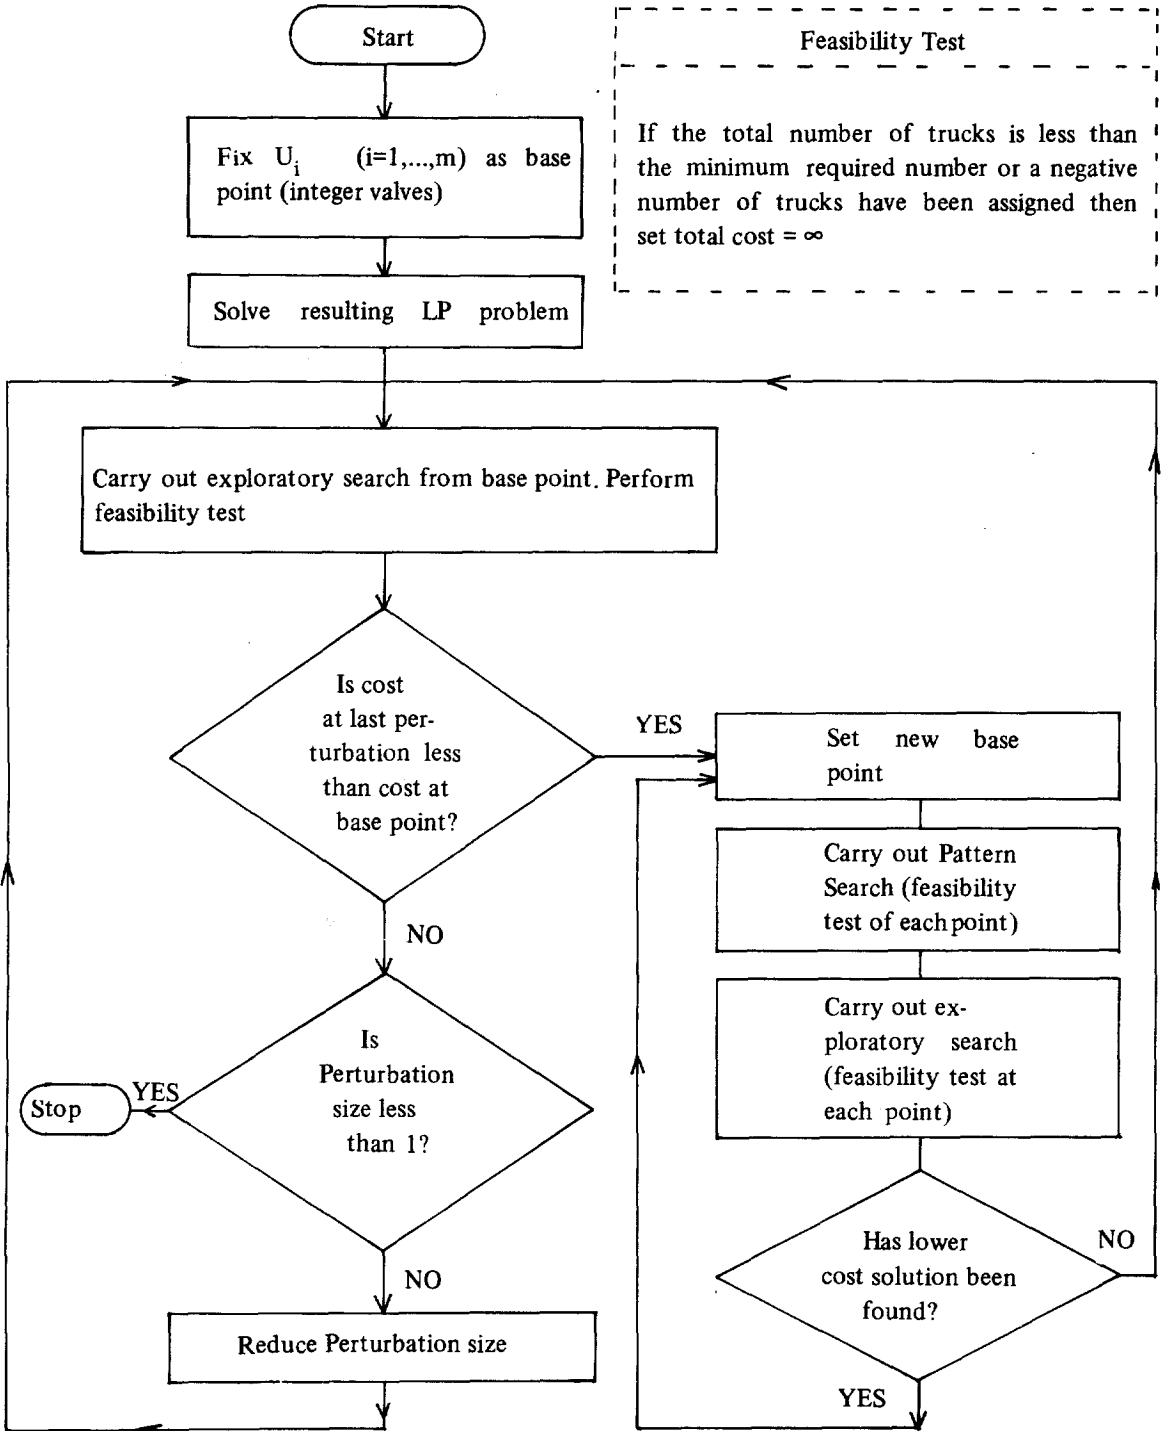 Start
Feasibility Test
If the total number of trucks is less than
the minimum required number or a negative
number of trucks have been assigned then
set total cost = ∞
Fix Ui (i=1,...,m) as base
point (integer valves)
Solve resulting LP problem
Carry out exploratory search from base point. Perform
feasibility test
Is cost
at last per-
turbation less
than cost at
base point?
YES
NO
Set new base
point
Carry out Pattern
Search (feasibility
test of each point)
Carry out ex-
ploratory search
(feasibility test at
each point)
Is
Perturbation
size less
than 1?
YES
Stop
NO
Reduce Perturbation size
Has lower
cost solution been
found?
NO
YES